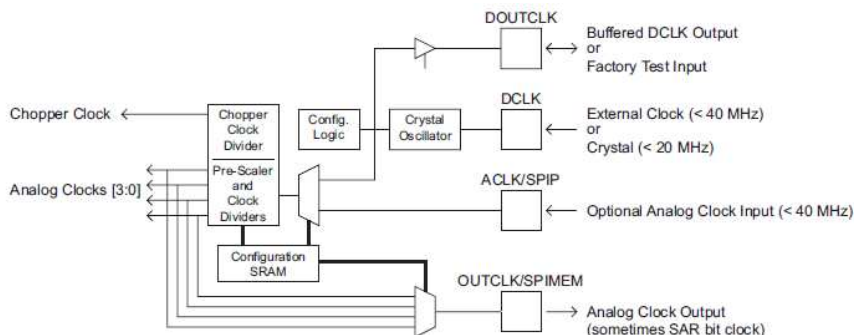 DOUTCLK
Buffered DCLK Output
or
Factory Test Input
DCLK
External Clock (< 40 MHz)
or
Crystal (< 20 MHz)
Chopper Clock
Chopper
Clock
Divider
Config.
Logic
Crystal
Oscillator
Analog Clocks [3:0]
Pre-Scaler
and
Clock
Dividers
ACLK/SPIP
Optional Analog Clock Input (< 40 MHz)
Configuration
SRAM
OUTCLK/SPIMEM
Analog Clock Output
(sometimes SAR bit clock)